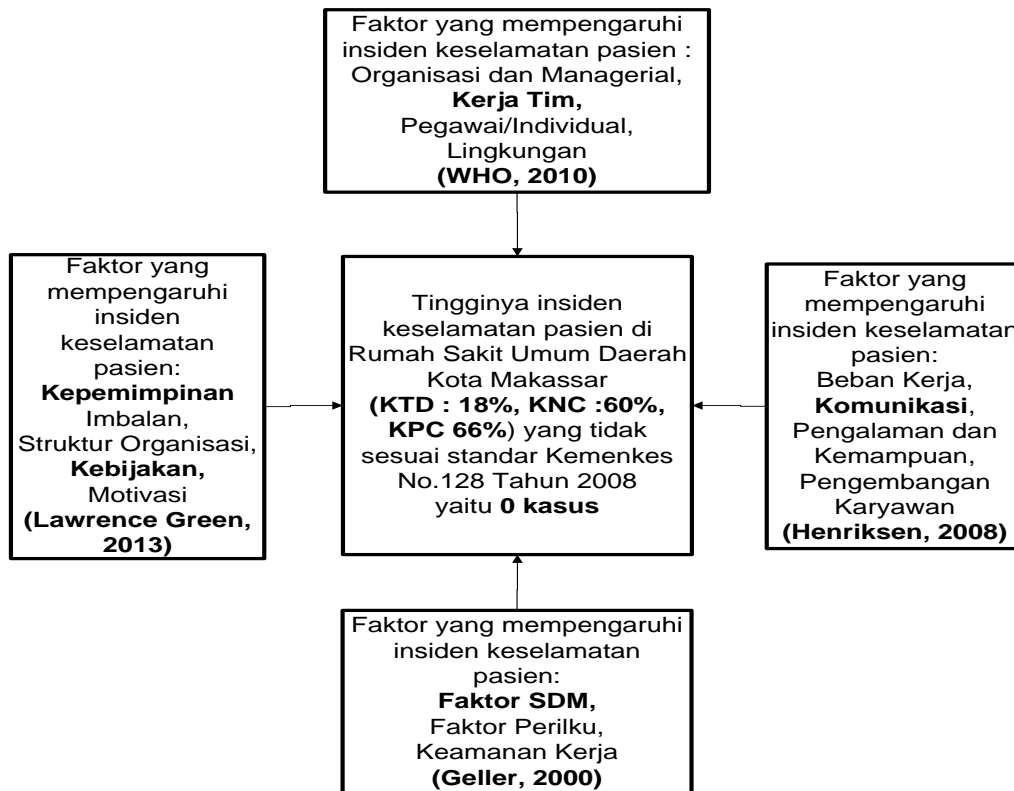 Faktor yang mempengaruhi
insiden keselamatan pasien :
Organisasi dan Managerial,
Kerja Tim,
Pegawai/Individual,
Lingkungan
(WHO, 2010)
Faktor yang
mempengaruhi
insiden
keselamatan
pasien:
Kepemimpinan
Imbalan,
Struktur Organisasi,
Kebijakan,
Motivasi
(Lawrence Green,
2013)
Tingginya insiden
keselamatan pasien di
Rumah Sakit Umum Daerah
Kota Makassar
(KTD : 18%, KNC :60%,
KPC 66%) yang tidak
sesuai standar Kemenkes
No.128 Tahun 2008
yaitu 0 kasus
Faktor yang
mempengaruhi
insiden keselamatan
pasien:
Beban Kerja,
Komunikasi,
Pengalaman dan
Kemampuan,
Pengembangan
Karyawan
(Henriksen, 2008)
Faktor yang mempengaruhi
insiden keselamatan
pasien:
Faktor SDM,
Faktor Perilku,
Keamanan Kerja
(Geller, 2000)